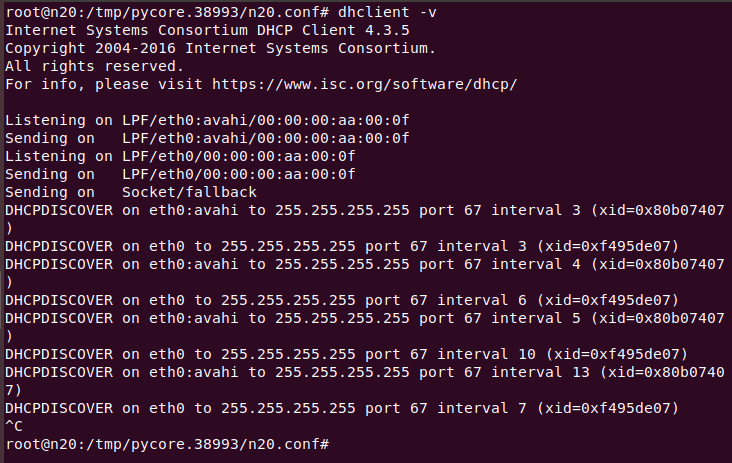 root@n20:/tmp/pycore.38993/n20.conf# dhclient -v
Internet Systems Consortium DHCP Client 4.3.5
Copyright 2004-2016 Internet Systems Consortium.
All rights reserved.
For info, please visit https://www.isc.org/software/dhcp/

Listening on LPF/eth0:avahi/00:00:00:aa:00:0f
Sending on   LPF/eth0:avahi/00:00:00:aa:00:0f
Listening on LPF/eth0/00:00:00:aa:00:0f
Sending on   LPF/eth0/00:00:00:aa:00:0f
Sending on   Socket/fallback
DHCPDISCOVER on eth0:avahi to 255.255.255.255 port 67 interval 3 (xid=0x80b07407
)
DHCPDISCOVER on eth0 to 255.255.255.255 port 67 interval 3 (xid=0xf495de07)
DHCPDISCOVER on eth0:avahi to 255.255.255.255 port 67 interval 4 (xid=0x80b07407
)
DHCPDISCOVER on eth0 to 255.255.255.255 port 67 interval 6 (xid=0xf495de07)
DHCPDISCOVER on eth0:avahi to 255.255.255.255 port 67 interval 5 (xid=0x80b07407
)
DHCPDISCOVER on eth0 to 255.255.255.255 port 67 interval 10 (xid=0xf495de07)
DHCPDISCOVER on eth0:avahi to 255.255.255.255 port 67 interval 13 (xid=0x80b0740
7)
DHCPDISCOVER on eth0 to 255.255.255.255 port 67 interval 7 (xid=0xf495de07)
^C
root@n20:/tmp/pycore.38993/n20.conf#